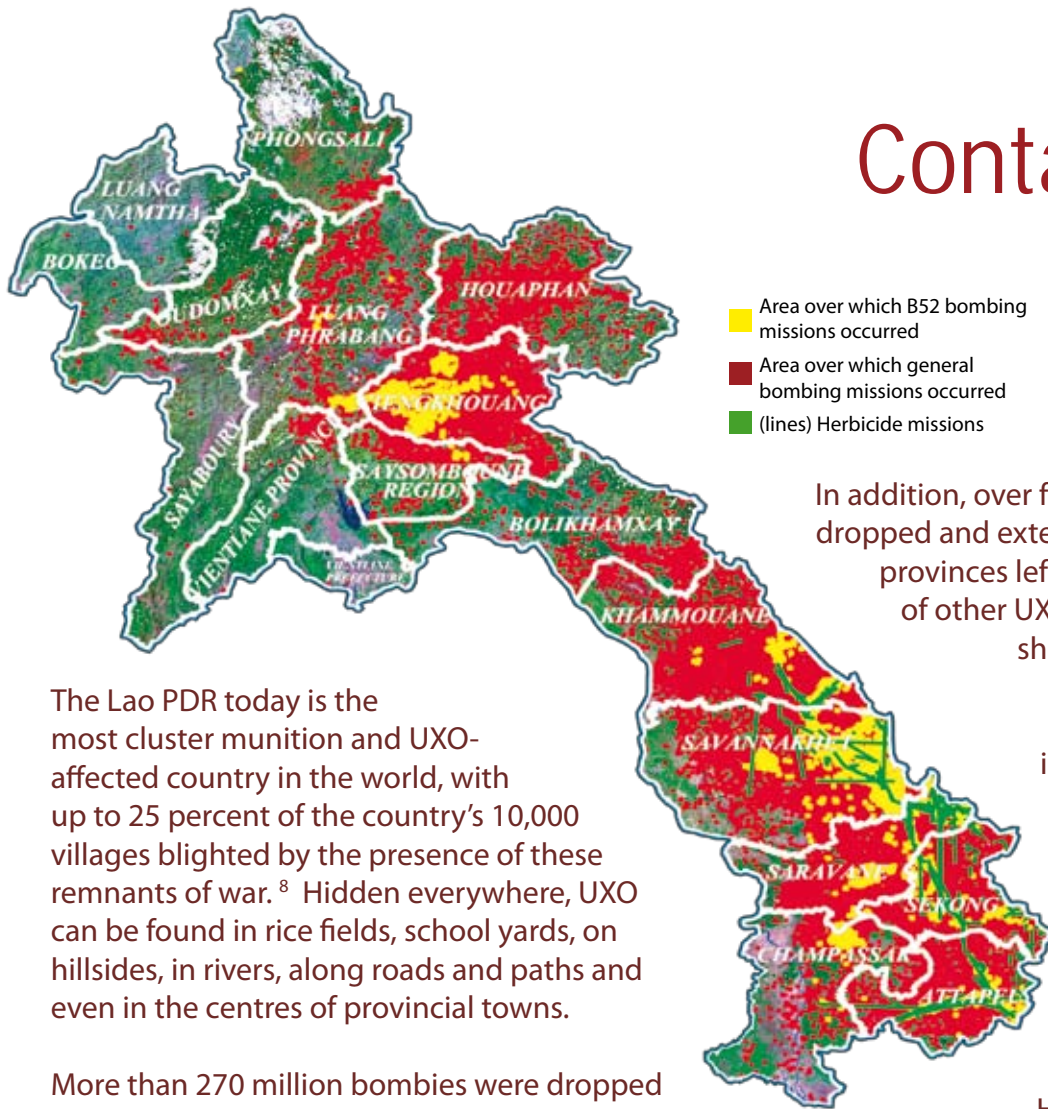 Conta
PHONGSALI
LUANG
NAMTHA
BOKEO
OUDOMXAY
LUANG
PHRABANG
HOUAPHAN
XIENGKHOUANG
SAYABOURY
VIENTIANE PROVINCE
SAYSOMBOUNE
REGION
BOLIKHAMXAY
VIENTIANE
PREFECTURE
KHAMMOUANE
SAVANNAKHET
SARAVANE
SEKONG
CHAMPASSAK
ATTAPEU
Area over which B52 bombing
missions occurred
Area over which general
bombing missions occurred
(lines) Herbicide missions
The Lao PDR today is the
most cluster munition and UXO-
affected country in the world, with
up to 25 percent of the country's 10,000
villages blighted by the presence of these
remnants of war. 8 Hidden everywhere, UXO
can be found in rice fields, school yards, on
hillsides, in rivers, along roads and paths and
even in the centres of provincial towns.
More than 270 million bombies were dropped
In addition, over f
dropped and exte
provinces lef
of other UX
sh
i